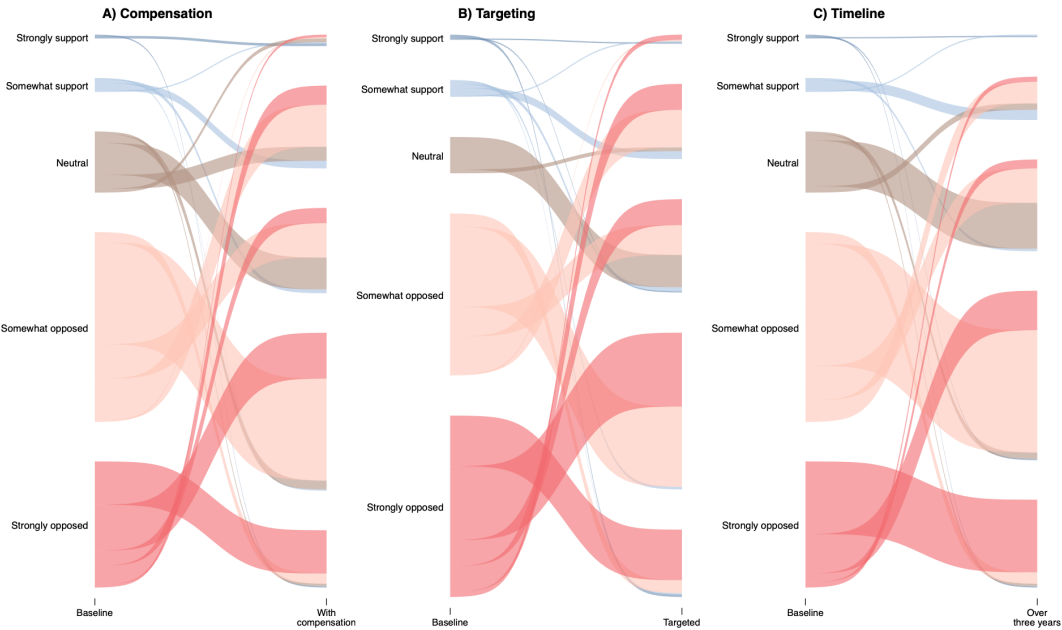 A) Compensation
Strongly support
Somewhat support
Neutral
Somewhat opposed
Strongly opposed
Baseline
With
compensation
B) Targeting
Strongly support
Somewhat support
Neutral
Somewhat opposed
Strongly opposed
Baseline
Targeted
C) Timeline
Strongly support
Somewhat support
Neutral
Somewhat opposed
Strongly opposed
Baseline
Over
three years